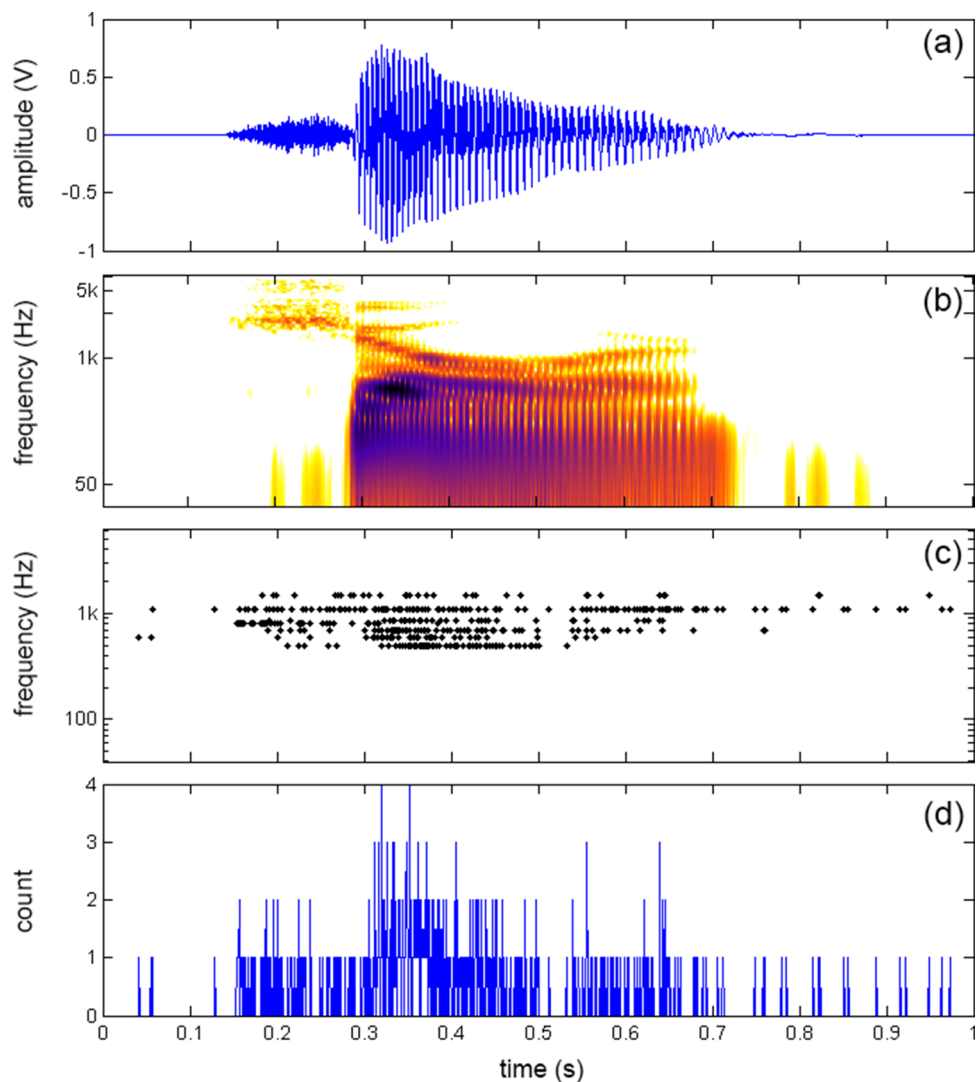 (a)
amplitude (V)
1
0.5
0
-0.5
-1
(b)
frequency (Hz)
5k
1k
50
(c)
frequency (Hz)
1k
100
(d)
count
4
3
2
1
0
0 0.1 0.2 0.3 0.4 0.5 0.6 0.7 0.8 0.9 1
time (s)